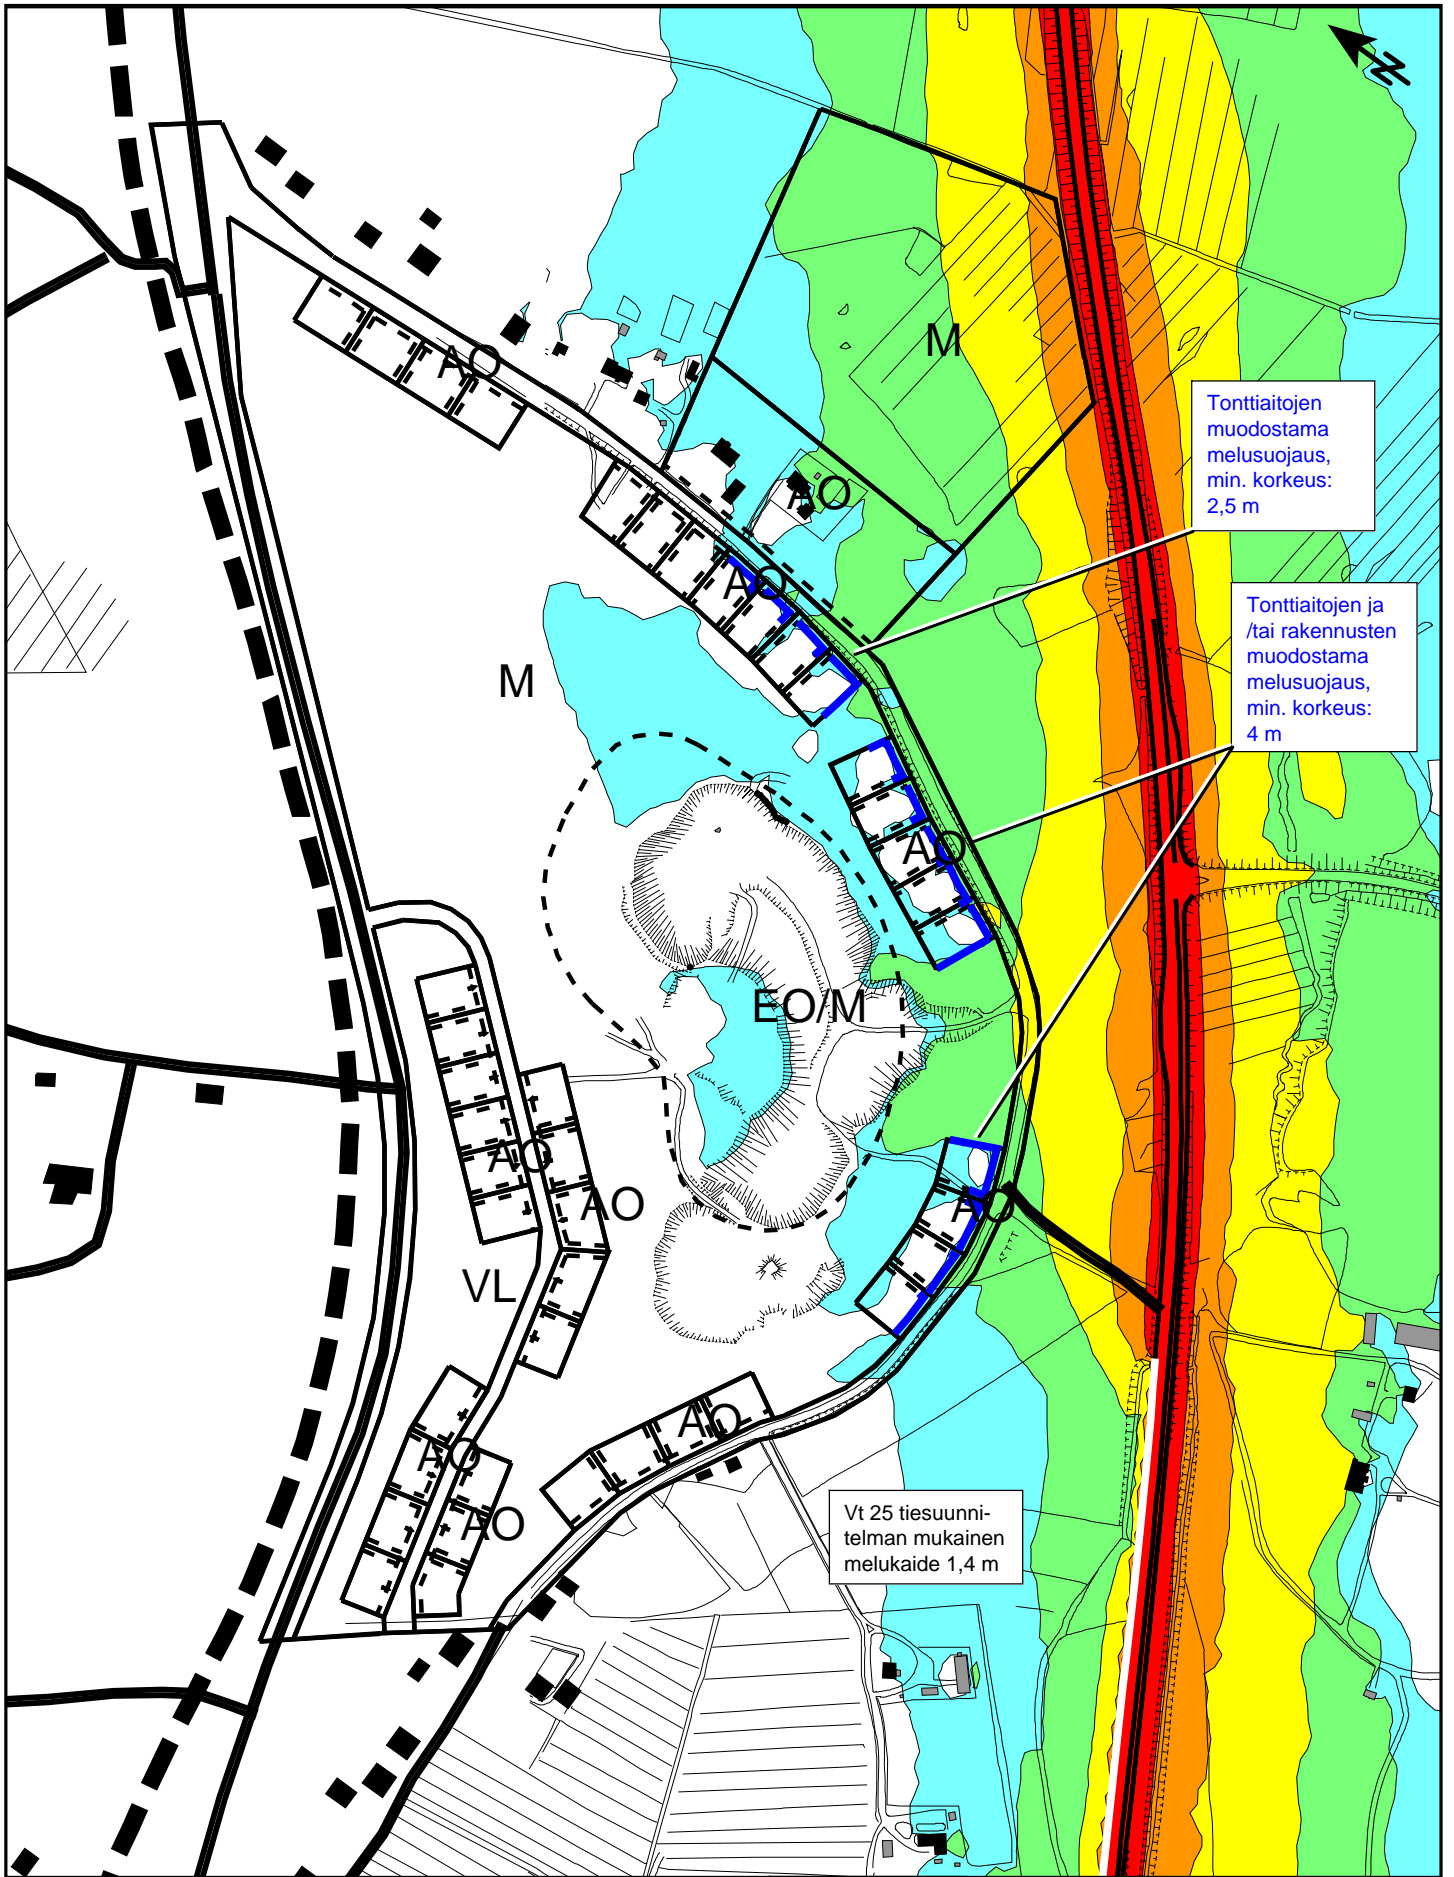 N
AO
M
Tonttiaitojen
muodostama
melusuojaus,
min. korkeus:
2,5 m
AO
AO
Tonttiaitojen ja
/tai rakennusten
muodostama
melusuojaus,
min. korkeus:
4 m
M
AO
EO/M
AO
AO
AO
VL
AO
AO
AO
Vt 25 tiesuunni-
telman mukainen
melukaide 1,4 m